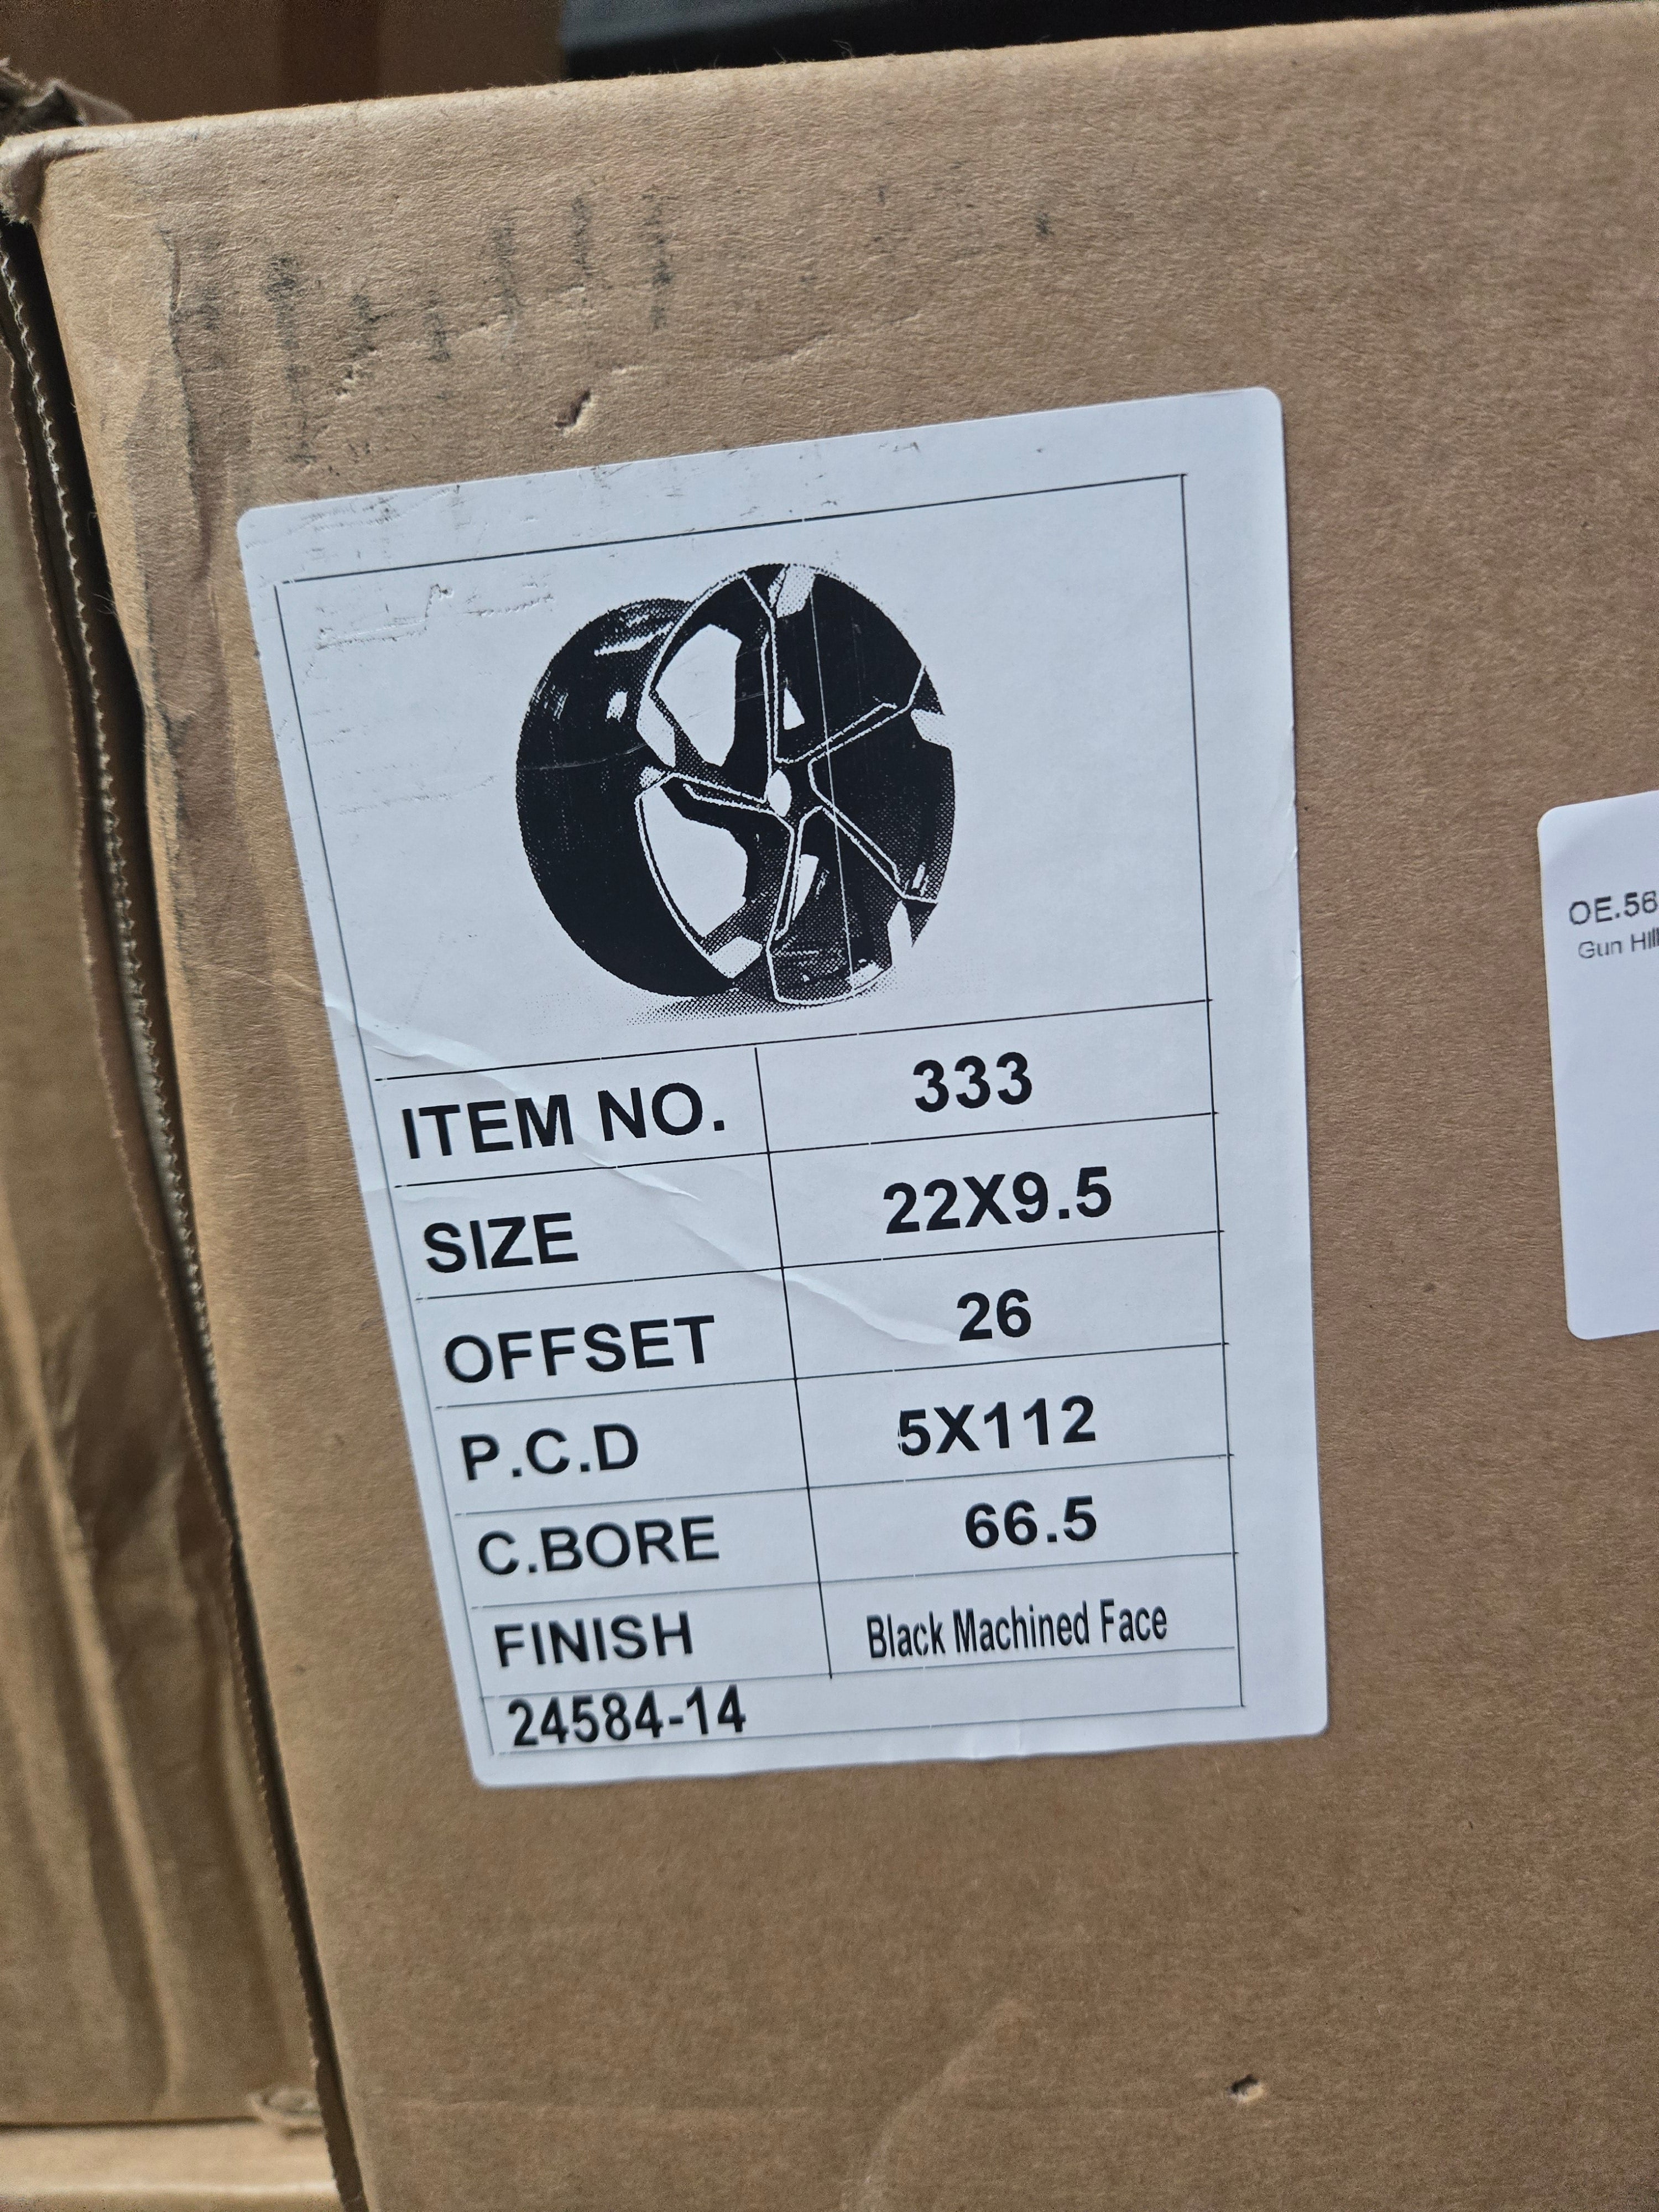 ITEM NO. 333
SIZE 22X9.5
OFFSET 26
P.C.D 5X112
C.BORE 66.5
FINISH Black Machined Face
24584-14
OE.56
Gun